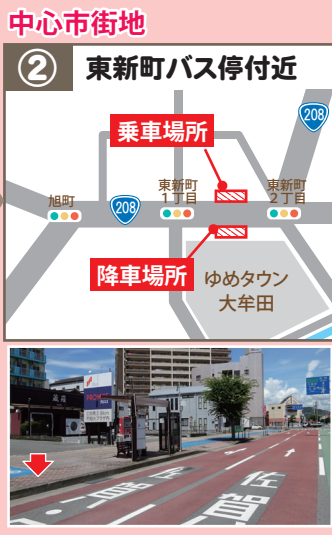 中心市街地
② 東新町バス停付近
208
乗車場所
旭町
208
東新町
1丁目
東新町
2丁目
降車場所
ゆめタウン
大牟田
佐賀